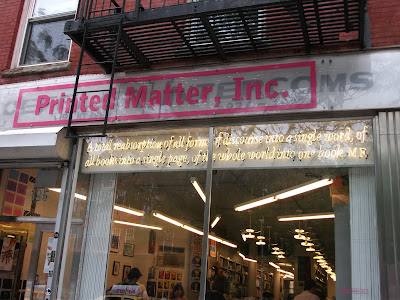 Printed Matter, Inc.
A total reabsorption of all forms of discourse into a single word, of
all books into a single page, of the whole world into one book. M.F.